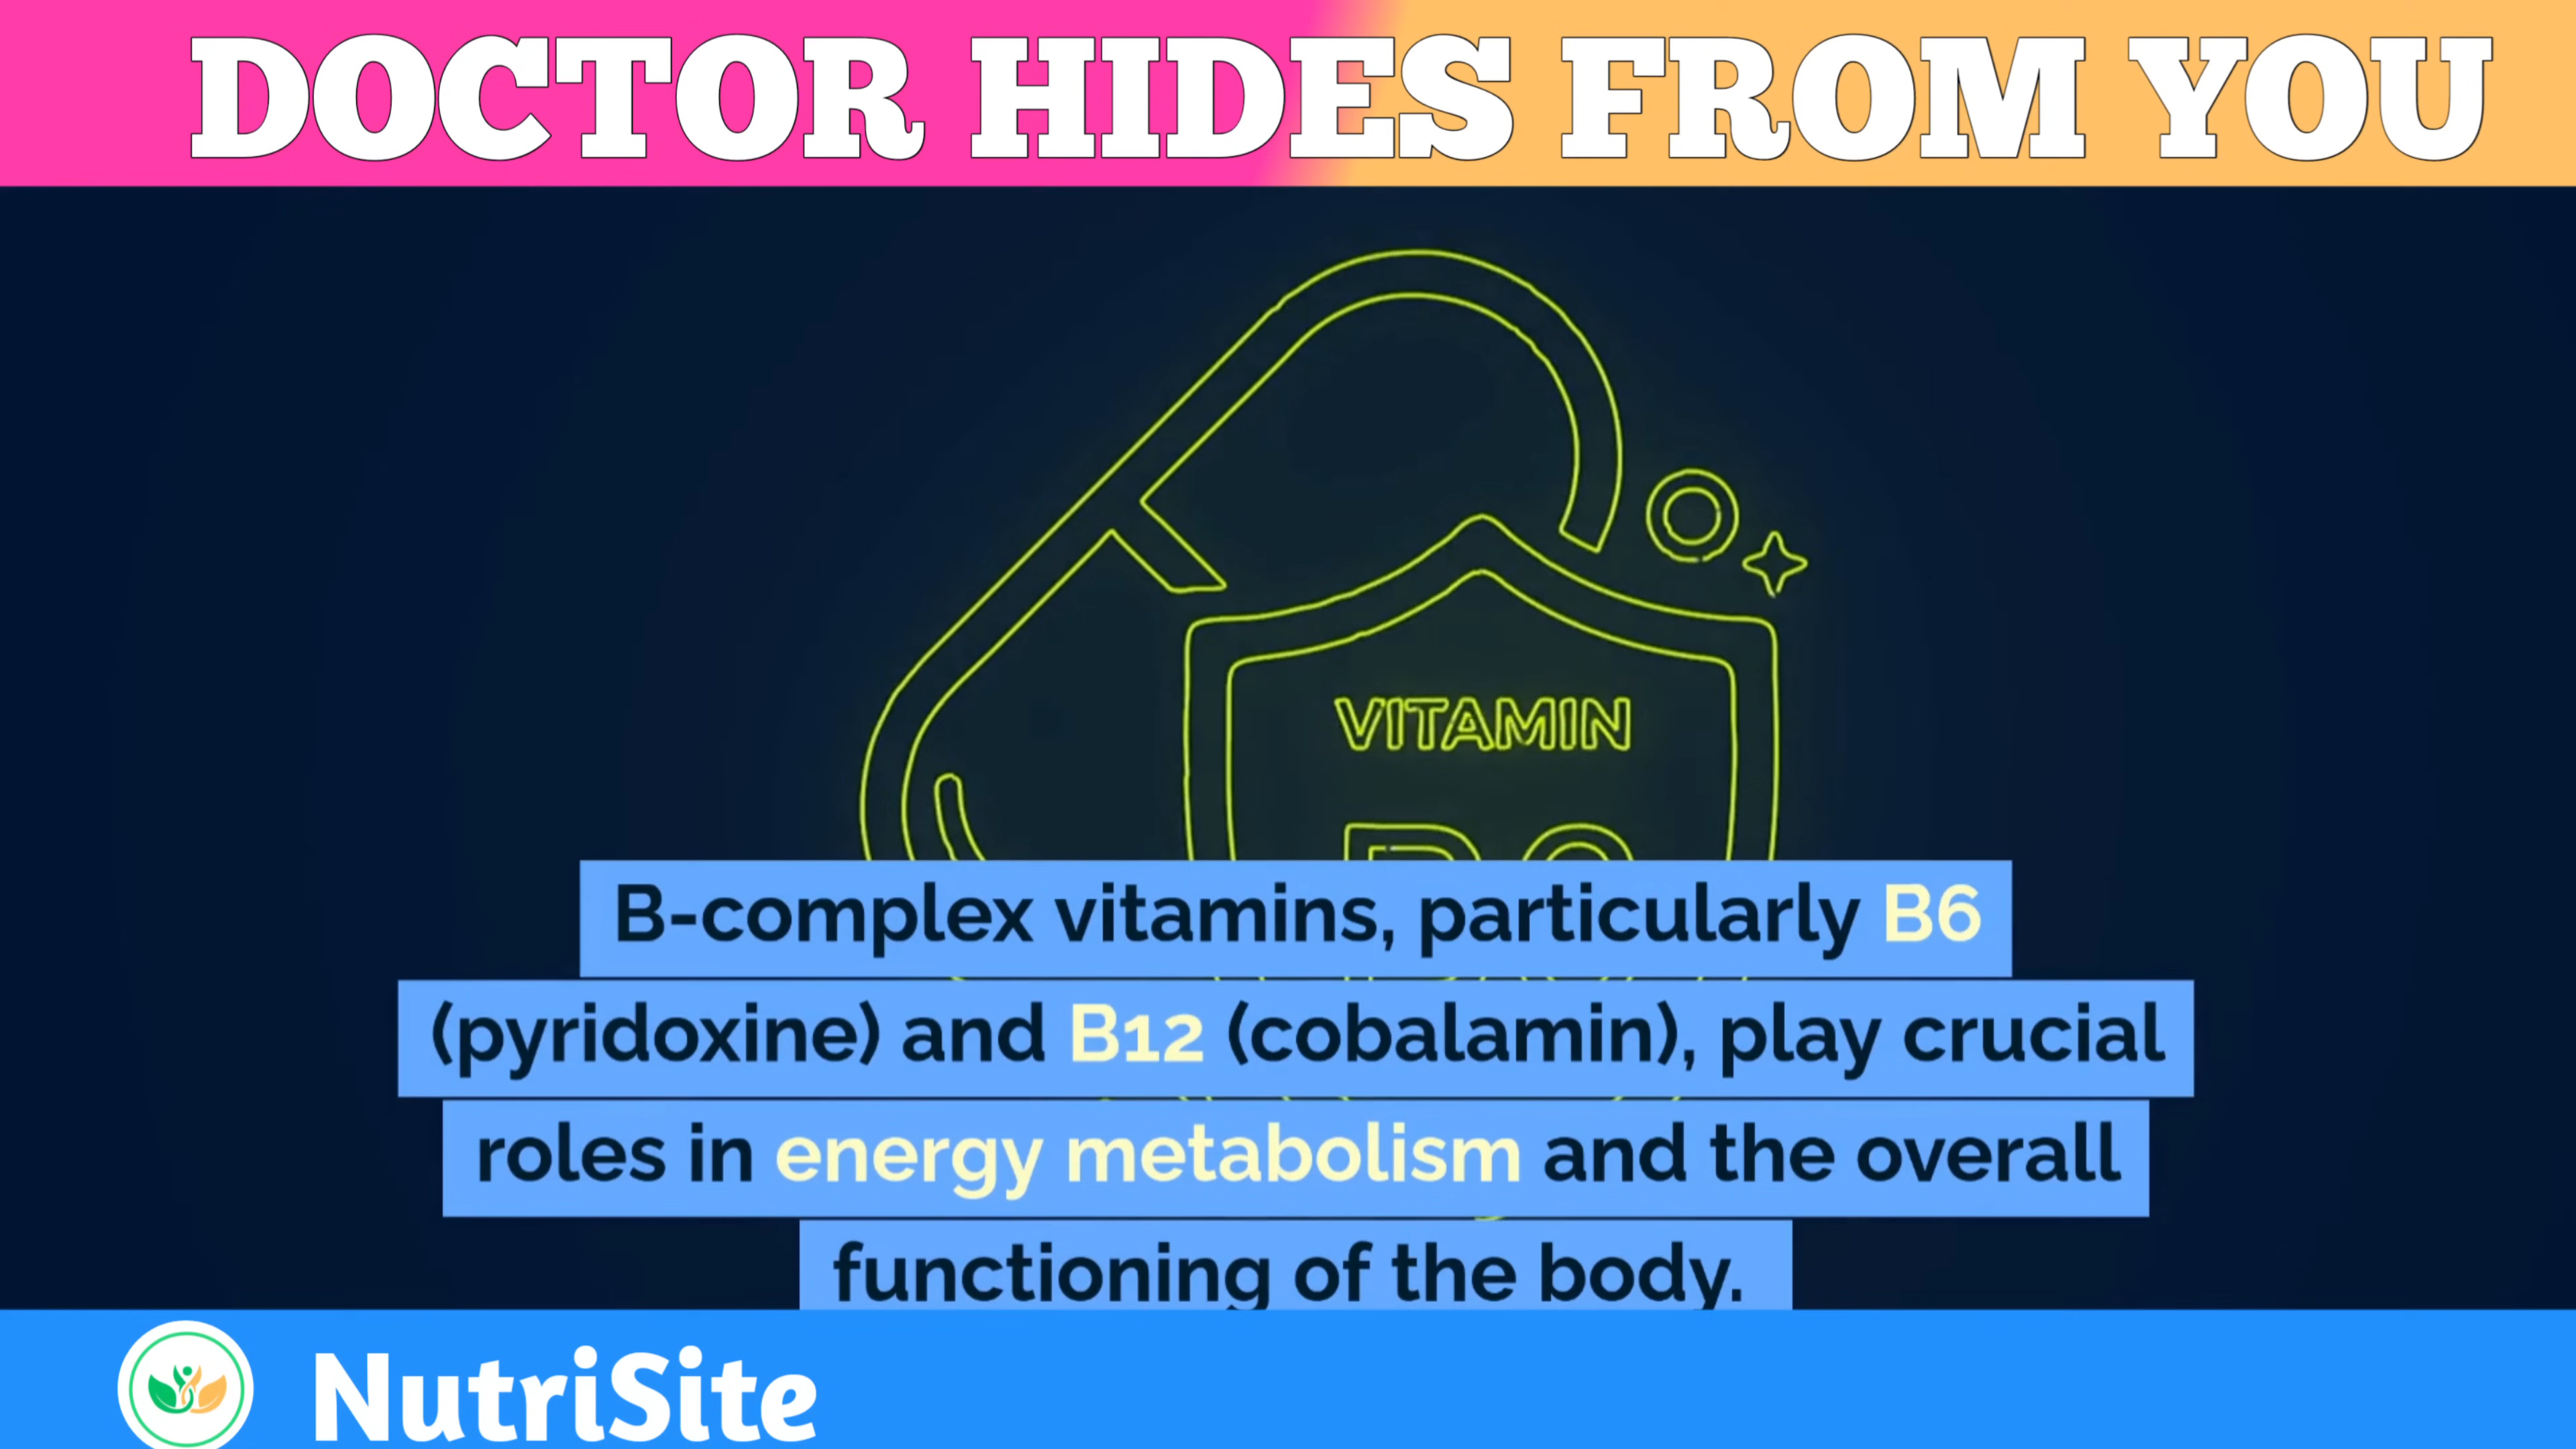 DOCTOR HIDES FROM YOU
VITAMIN
B-complex vitamins, particularly B6
(pyridoxine) and B12 (cobalamin), play crucial
roles in energy metabolism and the overall
functioning of the body.
NutriSite